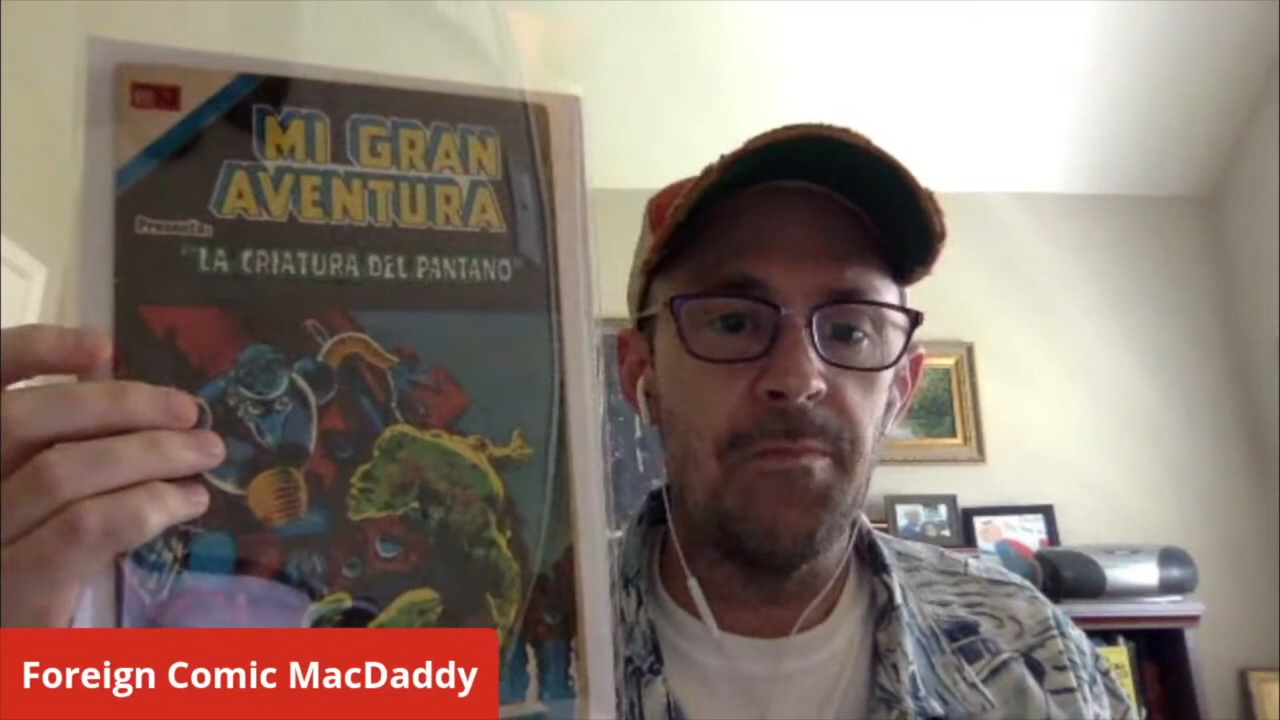 MI GRAN
AVENTURA
Presenta:
"LA CRIATURA DEL PANTANO"
Foreign Comic MacDaddy